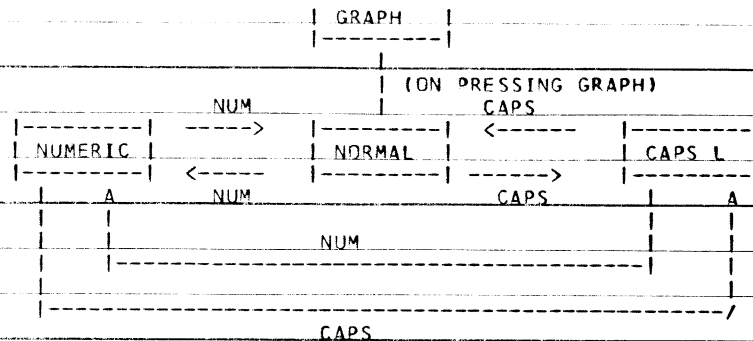 GRAPH
(ON PRESSING GRAPH)
NUM CAPS
NUMERIC NORMAL CAPS L
NUM CAPS
A A
NUM
CAPS